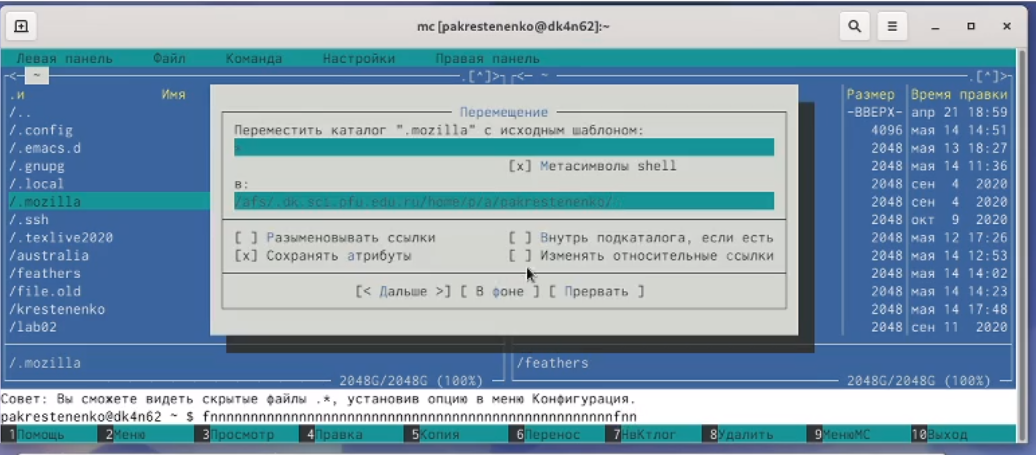 mc [pakrestenenko@dk4n62]:~
Левая панель Файл Команда Настройки Правая панель
<- ~ .[^]> <- ~ .[^]>
.и Имя Размер Время правки
/.. -ВВЕРХ- апр 21 18:59
/.config 4096 мая 14 14:51
/.emacs.d 2048 мая 13 18:27
/.gnupg 2048 мая 14 11:36
/.local 2048 сен 4 2020
/.mozilla 2048 сен 4 2020
/.ssh 2048 окт 9 2020
/.texlive2020 2048 мая 12 17:26
/australia 2048 мая 14 12:53
/feathers 2048 мая 14 14:02
/file.old 2048 мая 14 14:23
/krestenenko 2048 мая 14 17:48
/lab02 2048 сен 11 2020
Перемещение
Переместить каталог ".mozilla" с исходным шаблоном:
*
[x] Метасимволы shell
в:
/afs/.dk.sci.pfu.edu.ru/home/p/a/pakrestenenko/
[ ] Разыменовывать ссылки [ ] Внутрь подкаталога, если есть
[x] Сохранять атрибуты [ ] Изменять относительные ссылки
[< Дальше >] [ В фоне ] [ Прервать ]
/.mozilla /feathers
2048G/2048G (100%) 2048G/2048G (100%)
Совет: Вы сможете видеть скрытые файлы .*, установив опцию в меню Конфигурация.
pakrestenenko@dk4n62 ~ $ fnnnnnnnnnnnnnnnnnnnnnnnnnnnnnnnnnnnnnnnnnnnnnnnnnfnn
1Помощь 2Меню 3Просмотр 4Правка 5Копия 6Перенос 7НвКтлог 8Удалить 9МенюМС 10Выход